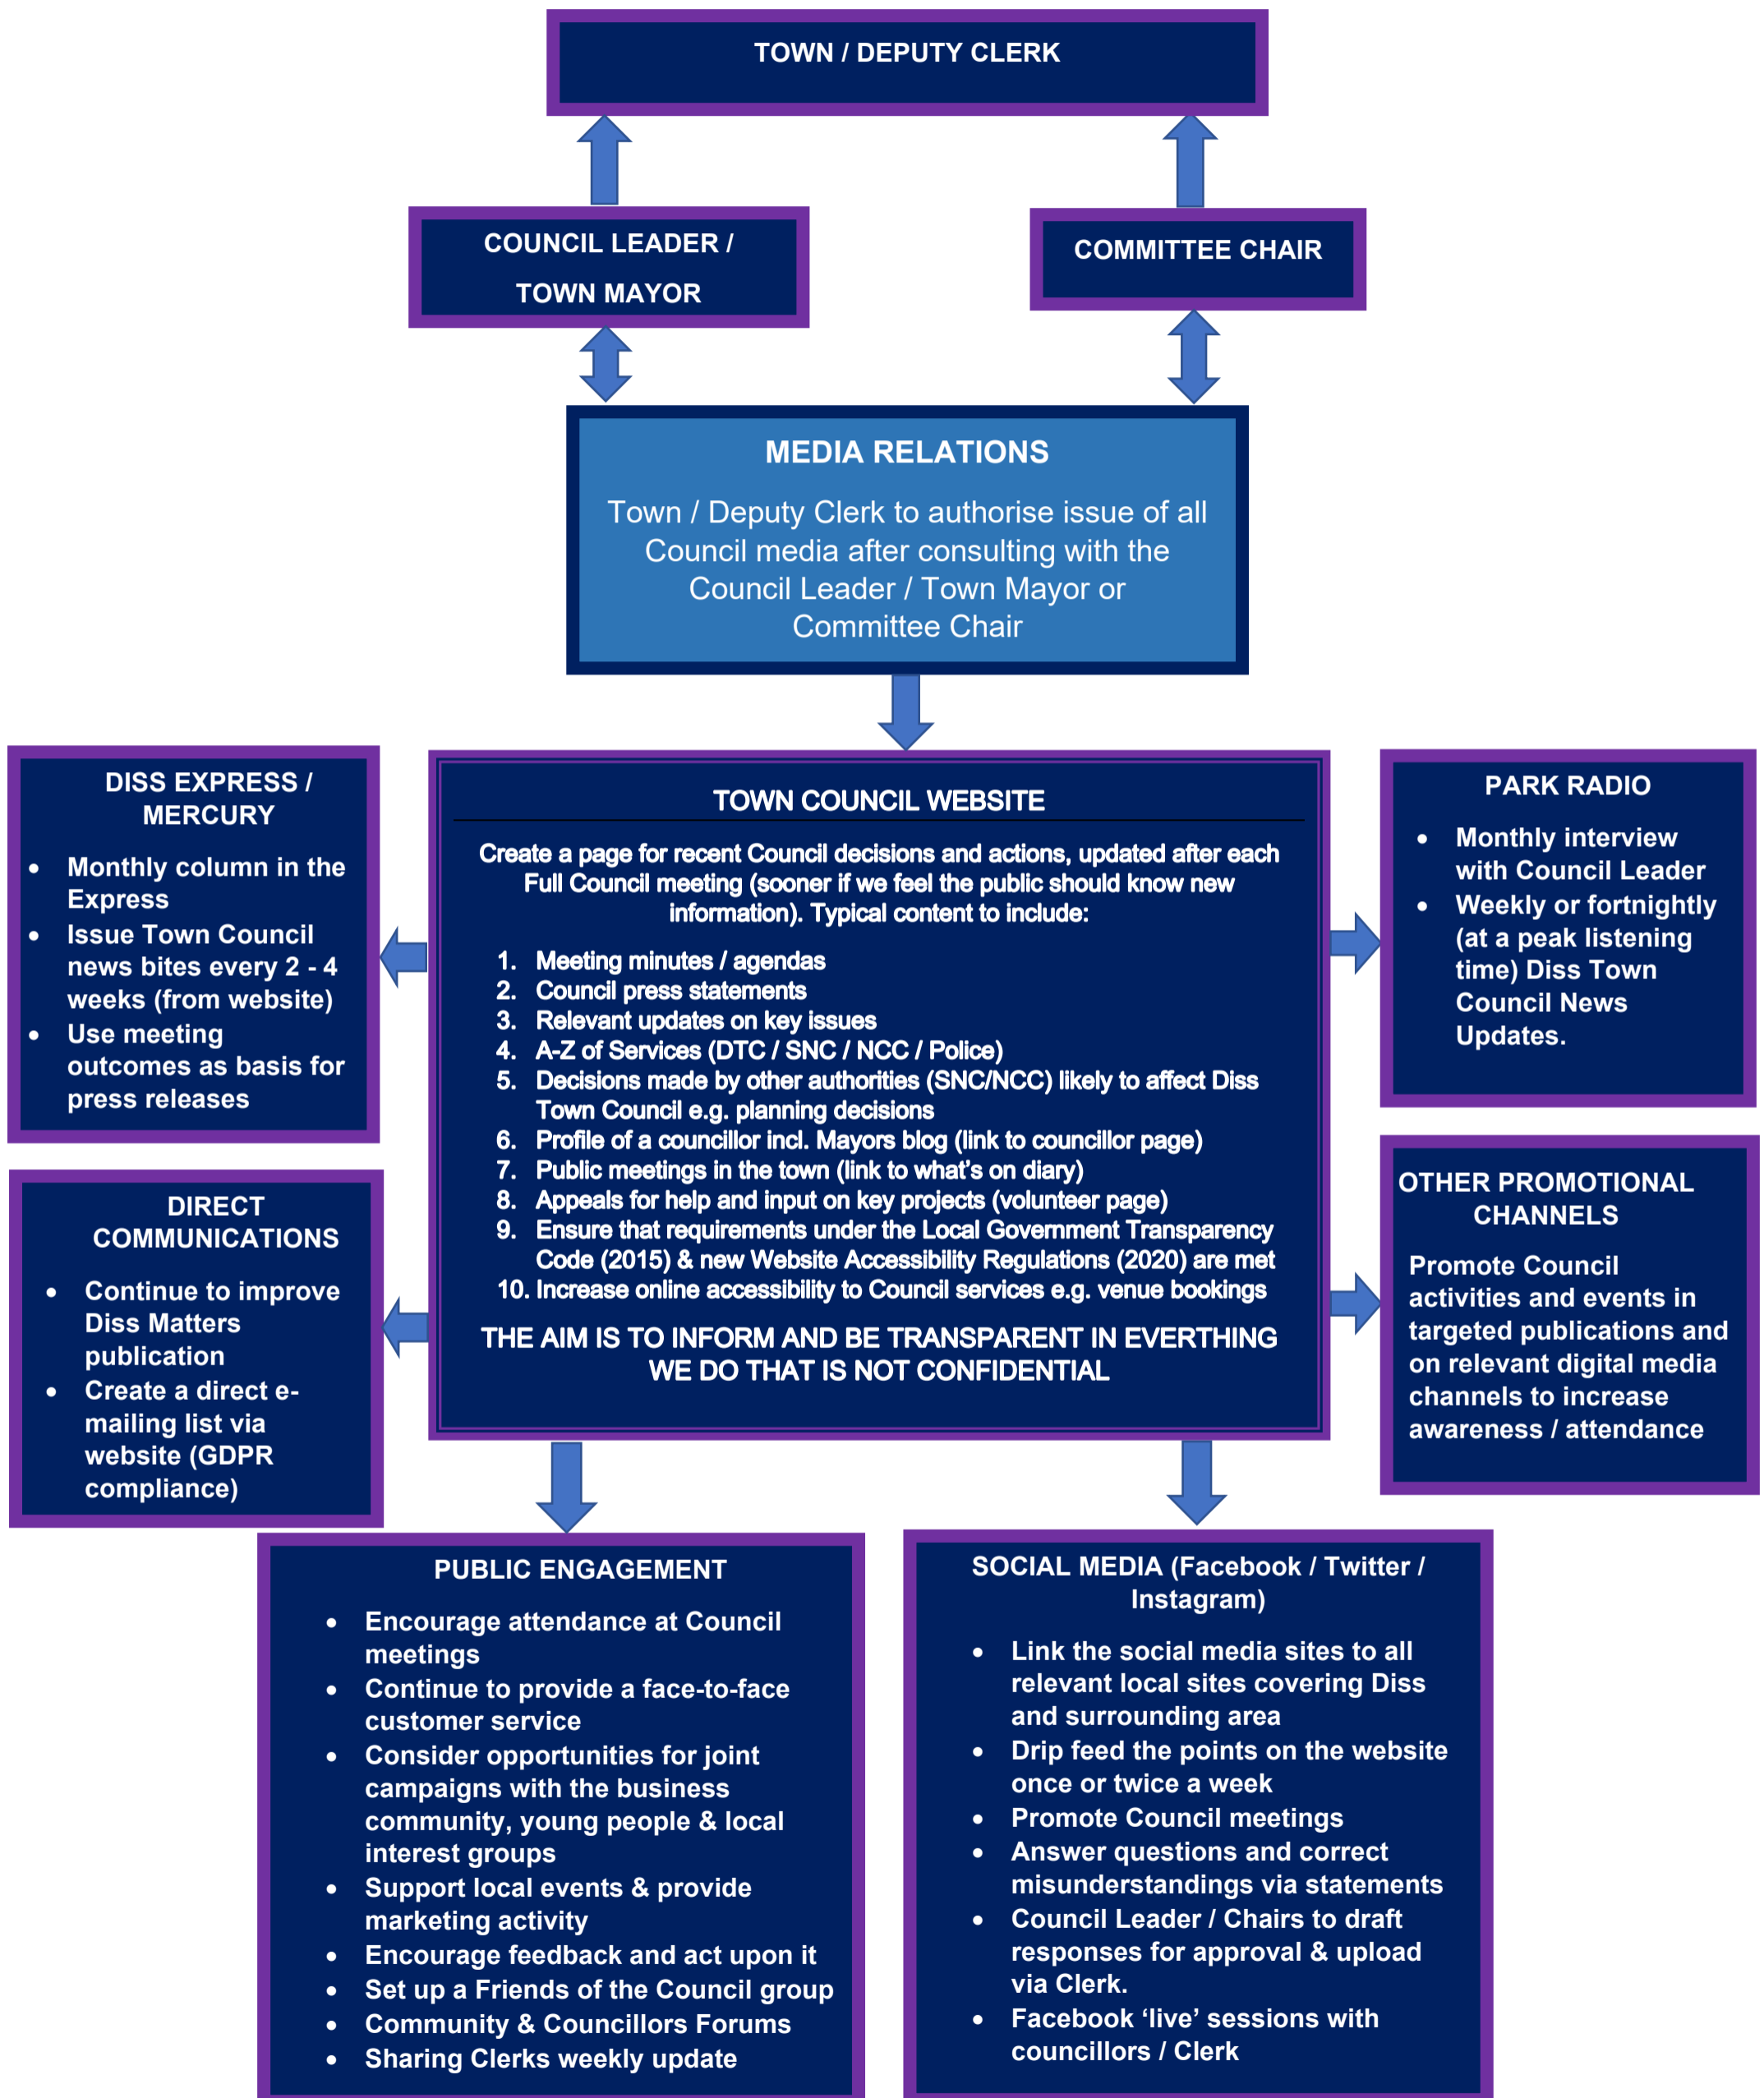 TOWN / DEPUTY CLERK
COUNCIL LEADER /
TOWN MAYOR
COMMITTEE CHAIR
MEDIA RELATIONS
Town / Deputy Clerk to authorise issue of all
Council media after consulting with the
Council Leader / Town Mayor or
Committee Chair
DISS EXPRESS /
MERCURY
• Monthly column in the
Express
• Issue Town Council
news bites every 2 - 4
weeks (from website)
• Use meeting
outcomes as basis for
press releases
TOWN COUNCIL WEBSITE
Create a page for recent Council decisions and actions, updated after each
Full Council meeting (sooner if we feel the public should know new
information). Typical content to include:
1. Meeting minutes / agendas
2. Council press statements
3. Relevant updates on key issues
4. A-Z of Services (DTC / SNC / NCC / Police)
5. Decisions made by other authorities (SNC/NCC) likely to affect Diss
Town Council e.g. planning decisions
6. Profile of a councillor incl. Mayors blog (link to councillor page)
7. Public meetings in the town (link to what's on diary)
8. Appeals for help and input on key projects (volunteer page)
9. Ensure that requirements under the Local Government Transparency
Code (2015) & new Website Accessibility Regulations (2020) are met
10. Increase online accessibility to Council services e.g. venue bookings
THE AIM IS TO INFORM AND BE TRANSPARENT IN EVERTHING
WE DO THAT IS NOT CONFIDENTIAL
PARK RADIO
• Monthly interview
with Council Leader
• Weekly or fortnightly
(at a peak listening
time) Diss Town
Council News
Updates.
DIRECT
COMMUNICATIONS
• Continue to improve
Diss Matters
publication
• Create a direct e-
mailing list via
website (GDPR
compliance)
OTHER PROMOTIONAL
CHANNELS
Promote Council
activities and events in
targeted publications and
on relevant digital media
channels to increase
awareness / attendance
PUBLIC ENGAGEMENT
• Encourage attendance at Council
meetings
• Continue to provide a face-to-face
customer service
• Consider opportunities for joint
campaigns with the business
community, young people & local
interest groups
• Support local events & provide
marketing activity
• Encourage feedback and act upon it
• Set up a Friends of the Council group
• Community & Councillors Forums
• Sharing Clerks weekly update
SOCIAL MEDIA (Facebook / Twitter /
Instagram)
• Link the social media sites to all
relevant local sites covering Diss
and surrounding area
• Drip feed the points on the website
once or twice a week
• Promote Council meetings
• Answer questions and correct
misunderstandings via statements
• Council Leader / Chairs to draft
responses for approval & upload
via Clerk.
• Facebook ‘live’ sessions with
councillors / Clerk